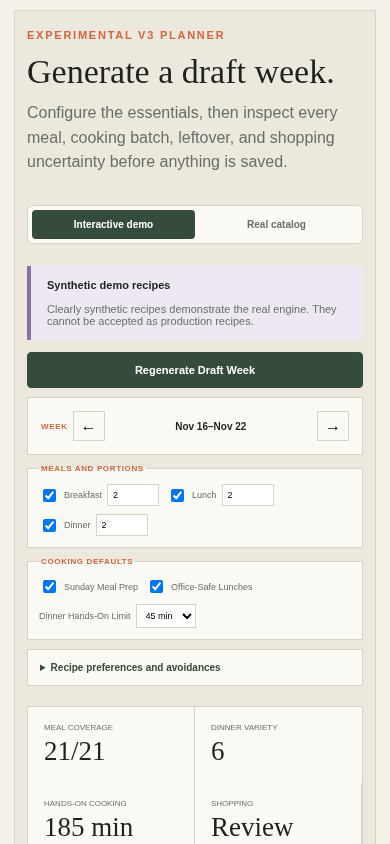 EXPERIMENTAL V3 PLANNER
Generate a draft week.
Configure the essentials, then inspect every
meal, cooking batch, leftover, and shopping
uncertainty before anything is saved.
Interactive demo
Real catalog
Synthetic demo recipes
Clearly synthetic recipes demonstrate the real engine. They
cannot be accepted as production recipes.
Regenerate Draft Week
WEEK ← Nov 16–Nov 22 →
MEALS AND PORTIONS
Breakfast 2 Lunch 2
Dinner 2
COOKING DEFAULTS
Sunday Meal Prep Office-Safe Lunches
Dinner Hands-On Limit 45 min
Recipe preferences and avoidances
MEAL COVERAGE
21/21
DINNER VARIETY
6
HANDS-ON COOKING
185 min
SHOPPING
Review